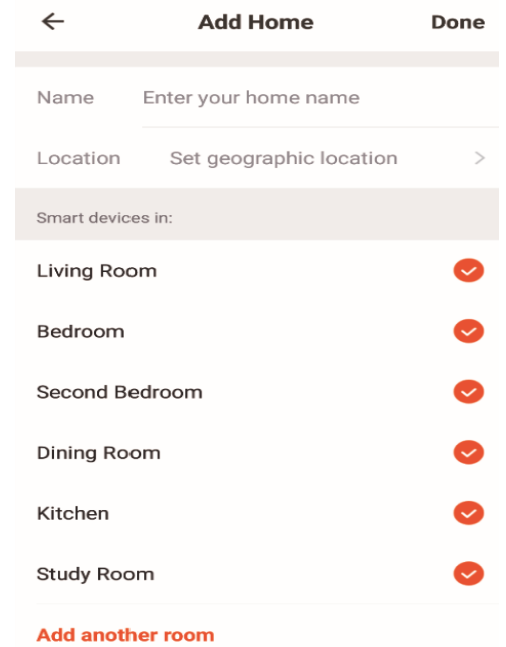 Add Home Done
Name Enter your home name
Location Set geographic location
Smart devices in:
Living Room
Bedroom
Second Bedroom
Dining Room
Kitchen
Study Room
Add another room